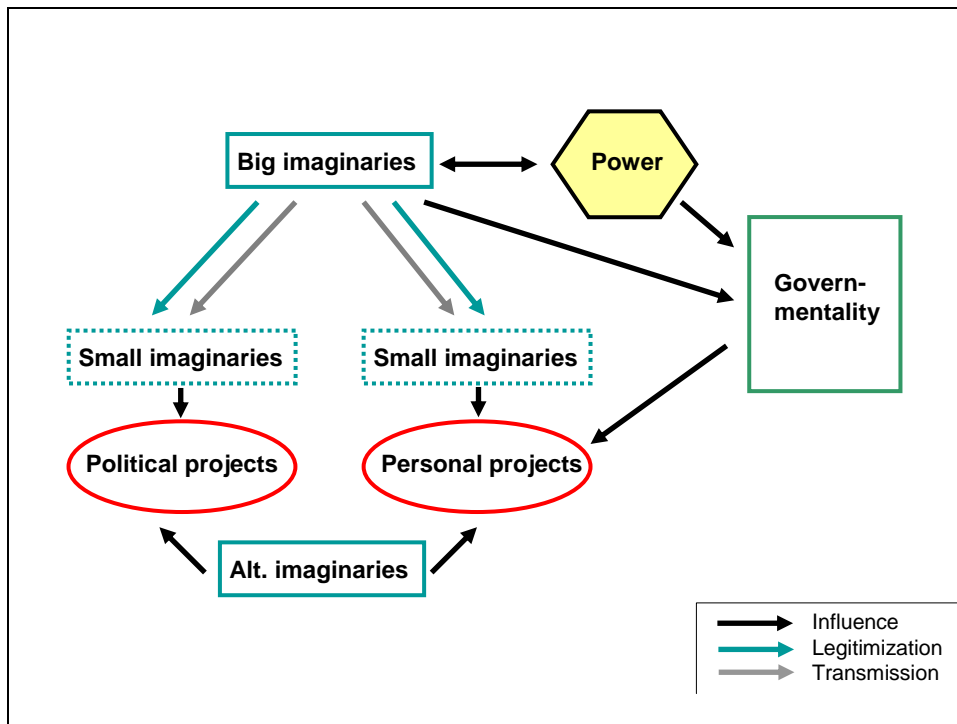 Big imaginaries
Power
Govern-
mentality
Small imaginaries
Small imaginaries
Political projects
Personal projects
Alt. imaginaries
Influence
Legitimization
Transmission